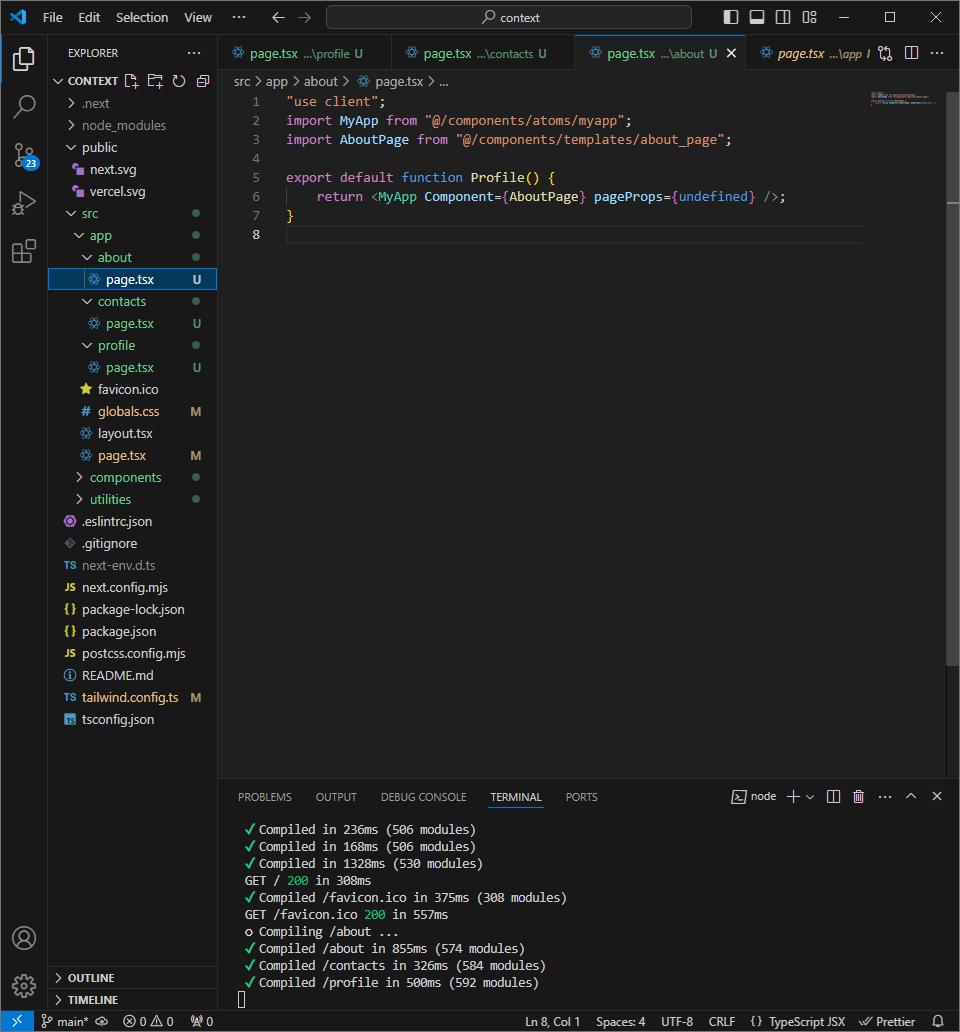 File Edit Selection View ··· context
EXPLORER ···
CONTEXT
.next
node_modules
public
next.svg
vercel.svg
src
app
about
page.tsx U
contacts
page.tsx U
profile
page.tsx U
favicon.ico
# globals.css M
layout.tsx
page.tsx M
components
utilities
.eslintrc.json
.gitignore
TS next-env.d.ts
JS next.config.mjs
{} package-lock.json
{} package.json
JS postcss.config.mjs
README.md
TS tailwind.config.ts M
TS tsconfig.json
OUTLINE
TIMELINE
23
page.tsx ...\profile U page.tsx ...\contacts U page.tsx ...\about U page.tsx ...\app
src > app > about > page.tsx > ...
1 "use client";
2 import MyApp from "@/components/atoms/myapp";
3 import AboutPage from "@/components/templates/about_page";
4
5 export default function Profile() {
6 return <MyApp Component={AboutPage} pageProps={undefined} />;
7 }
8
PROBLEMS OUTPUT DEBUG CONSOLE TERMINAL PORTS node
✓ Compiled in 236ms (506 modules)
✓ Compiled in 168ms (506 modules)
✓ Compiled in 1328ms (530 modules)
GET / 200 in 308ms
✓ Compiled /favicon.ico in 375ms (308 modules)
GET /favicon.ico 200 in 557ms
○ Compiling /about ...
✓ Compiled /about in 855ms (574 modules)
✓ Compiled /contacts in 326ms (584 modules)
✓ Compiled /profile in 500ms (592 modules)
main* 0 0 0 Ln 8, Col 1 Spaces: 4 UTF-8 CRLF {} TypeScript JSX Prettier